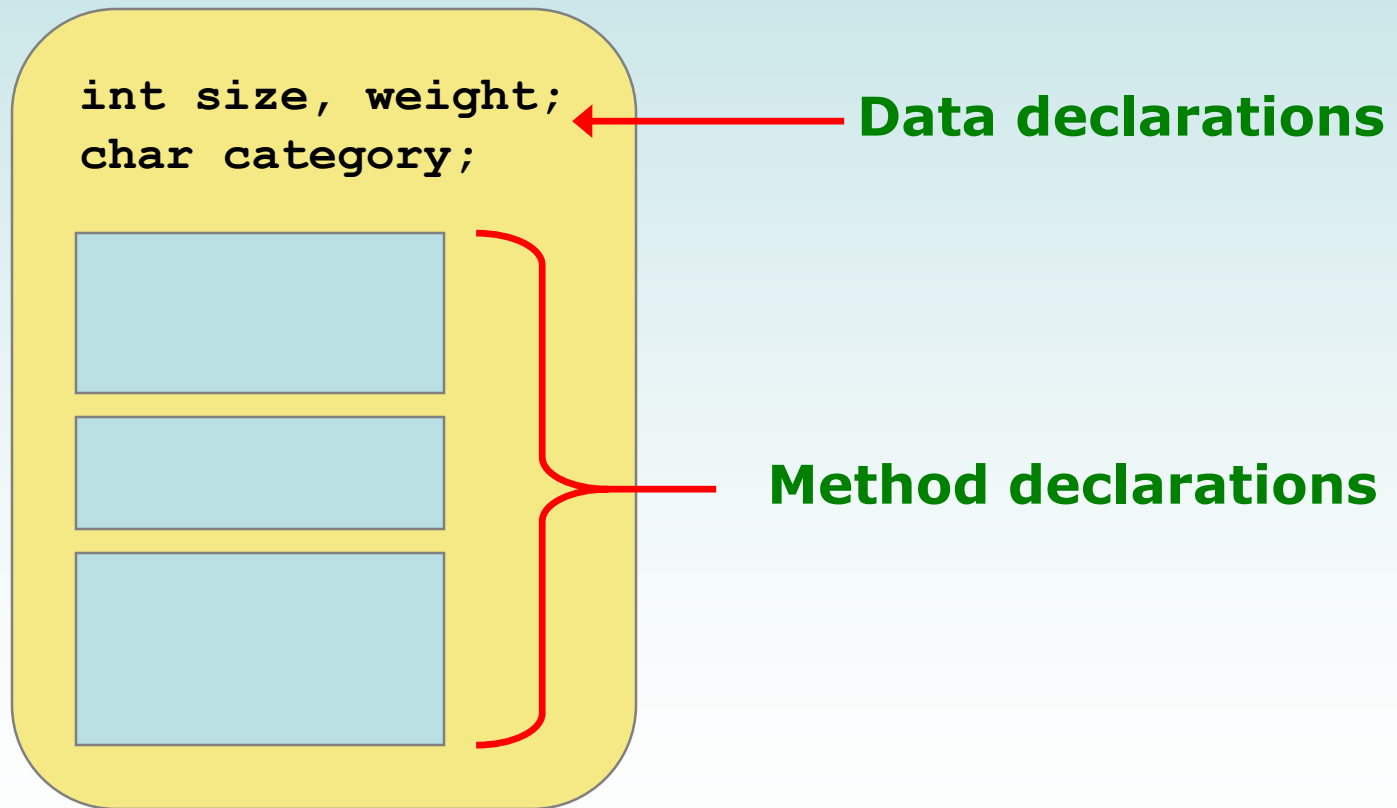 int size, weight;
char category;
Data declarations
Method declarations